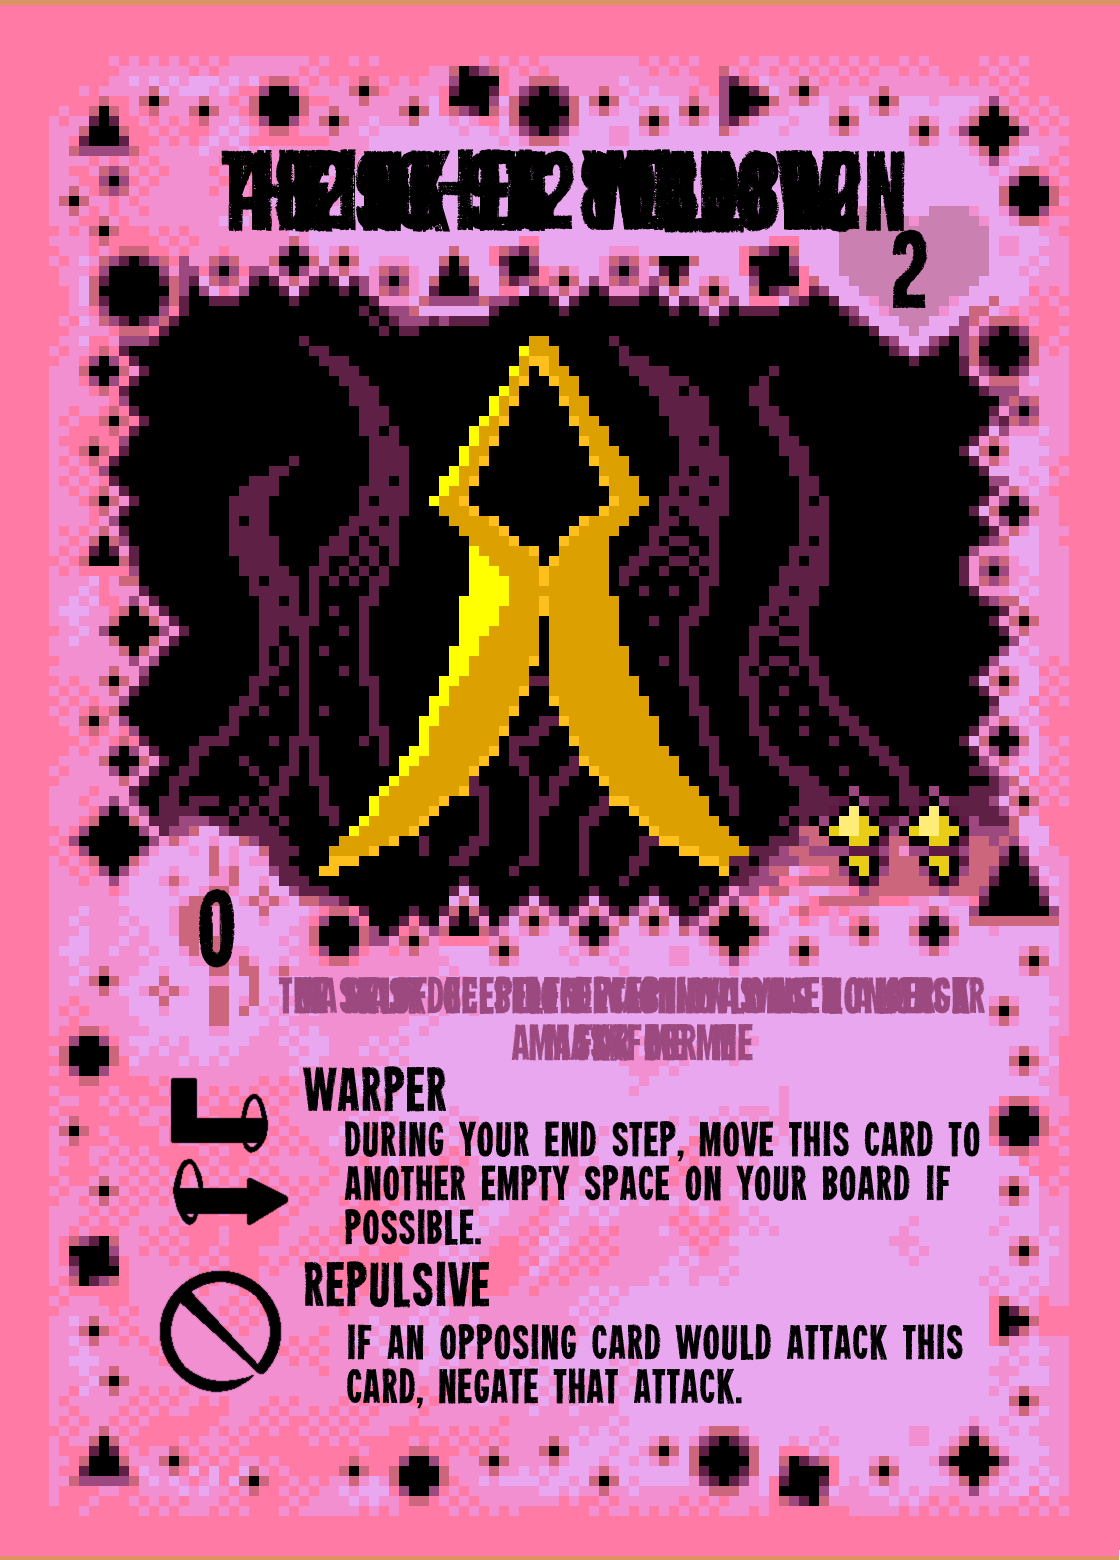 2
0
WARPER
DURING YOUR END STEP, MOVE THIS CARD TO
ANOTHER EMPTY SPACE ON YOUR BOARD IF
POSSIBLE.
REPULSIVE
IF AN OPPOSING CARD WOULD ATTACK THIS
CARD, NEGATE THAT ATTACK.